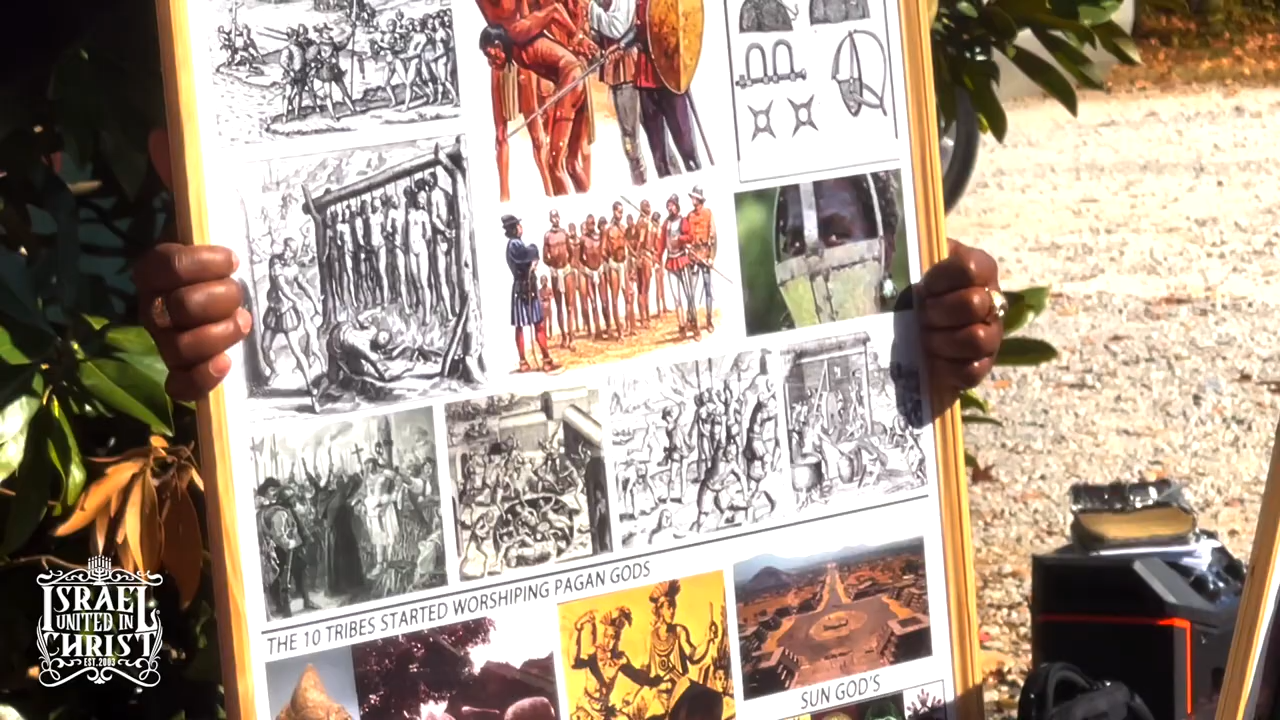 THE 10 TRIBES STARTED WORSHIPING PAGAN GODS
SUN GOD'S
ISRAEL
UNITED IN
CHRIST
EST. 2003